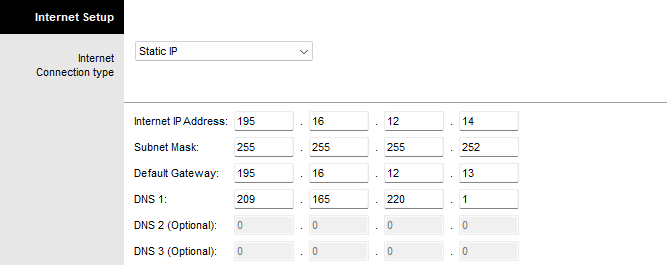 Internet Setup
Internet
Connection type
Static IP
Internet IP Address: 195 . 16 . 12 . 14
Subnet Mask: 255 . 255 . 255 . 252
Default Gateway: 195 . 16 . 12 . 13
DNS 1: 209 . 165 . 220 . 1
DNS 2 (Optional): 0 . 0 . 0 . 0
DNS 3 (Optional): 0 . 0 . 0 . 0